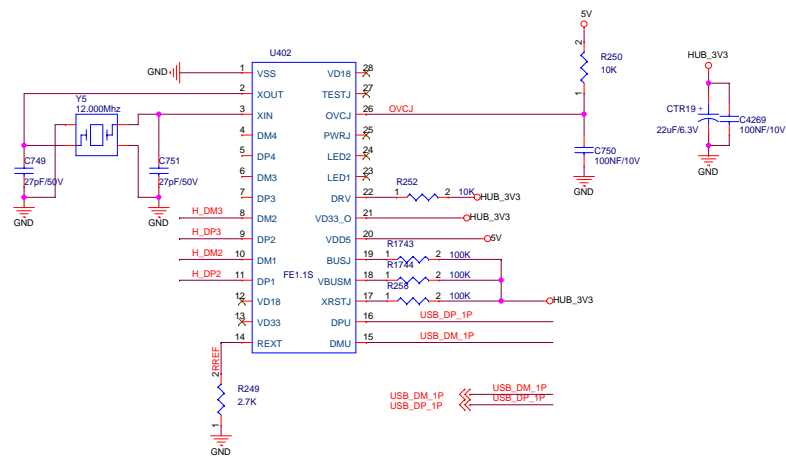 5V
U402
2
R250
10K
1
HUB_3V3
CTR19 +
22uF/6.3V
C4269
100NF/10V
GND
GND
1 VSS VD18 28
2 XOUT TESTJ 27
3 XIN OVCJ 26 OVCJ
4 DM4 PWRJ 25
5 DP4 LED2 24
6 DM3 LED1 23
7 DP3 DRV 22 1 R252 2 10K HUB_3V3
H_DM3 8 DM2 VD33_O 21 HUB_3V3
H_DP3 9 DP2 VDD5 20 5V
H_DM2 10 DM1 BUSJ 19 1 R1743 2 100K
H_DP2 11 DP1 FE1.1S VBUSM 18 1 R1744 2 100K
12 VD18 XRSTJ 17 1 R258 2 100K HUB_3V3
13 VD33 DPU 16 USB_DP_1P
14 REXT DMU 15 USB_DM_1P
Y5
12.000Mhz
C749
27pF/50V
GND
C751
27pF/50V
GND
C750
100NF/10V
GND
RREF
2
R249
2.7K
1
GND
USB_DM_1P USB_DM_1P
USB_DP_1P USB_DP_1P